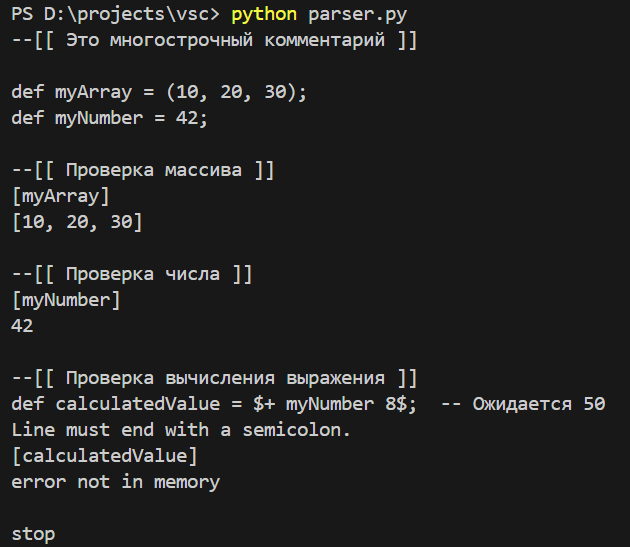 PS D:\projects\vsc> python parser.py
--[[ Это многострочный комментарий ]]
def myArray = (10, 20, 30);
def myNumber = 42;
--[[ Проверка массива ]]
[myArray]
[10, 20, 30]
--[[ Проверка числа ]]
[myNumber]
42
--[[ Проверка вычисления выражения ]]
def calculatedValue = $+ myNumber 8$;  -- Ожидается 50
Line must end with a semicolon.
[calculatedValue]
error not in memory
stop